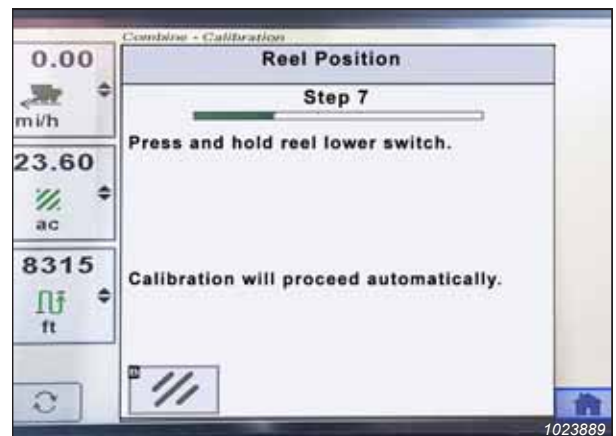 Combine - Calibration
0.00
mi/h
23.60
ac
8315
ft
Reel Position
Step 7
Press and hold reel lower switch.
Calibration will proceed automatically.
1023889